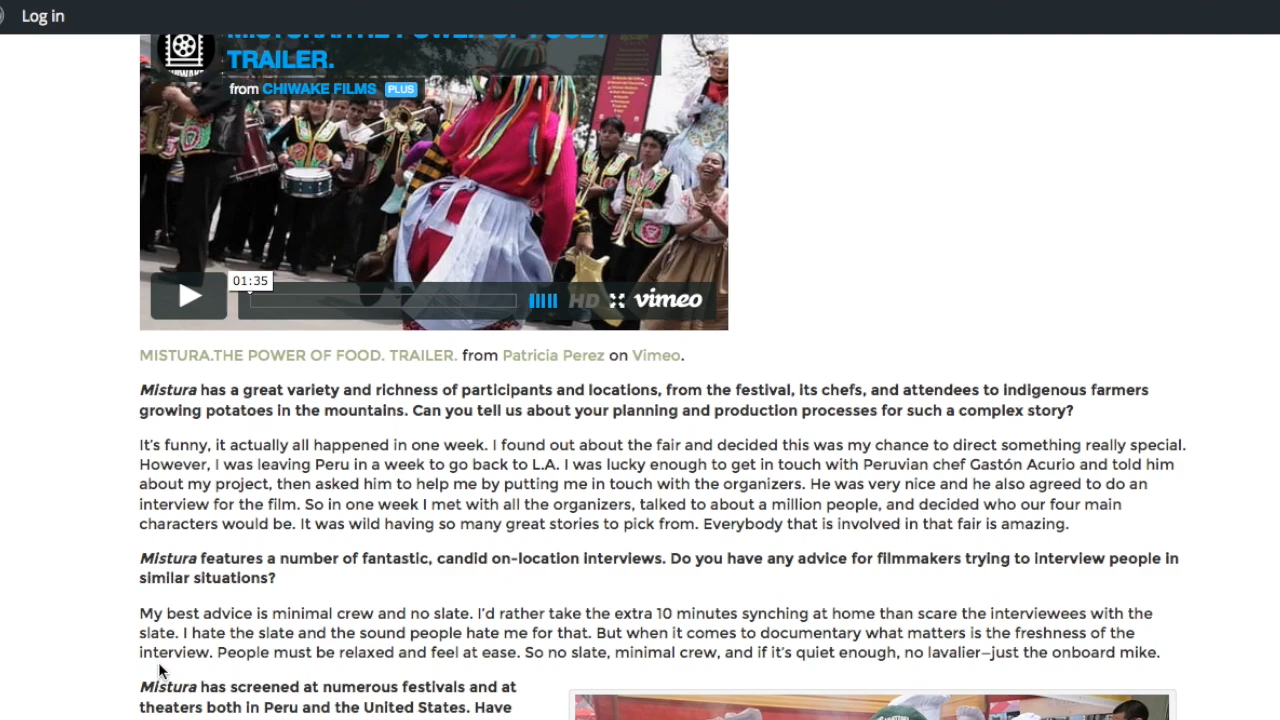 Log in
MISTURA.THE POWER OF FOOD.
TRAILER.
from CHIWAKE FILMS PLUS
CHIWAKE
01:35
HD vimeo
MISTURA.THE POWER OF FOOD. TRAILER. from Patricia Perez on Vimeo.
Mistura has a great variety and richness of participants and locations, from the festival, its chefs, and attendees to indigenous farmers
growing potatoes in the mountains. Can you tell us about your planning and production processes for such a complex story?
It’s funny, it actually all happened in one week. I found out about the fair and decided this was my chance to direct something really special.
However, I was leaving Peru in a week to go back to L.A. I was lucky enough to get in touch with Peruvian chef Gastón Acurio and told him
about my project, then asked him to help me by putting me in touch with the organizers. He was very nice and he also agreed to do an
interview for the film. So in one week I met with all the organizers, talked to about a million people, and decided who our four main
characters would be. It was wild having so many great stories to pick from. Everybody that is involved in that fair is amazing.
Mistura features a number of fantastic, candid on-location interviews. Do you have any advice for filmmakers trying to interview people in
similar situations?
My best advice is minimal crew and no slate. I’d rather take the extra 10 minutes synching at home than scare the interviewees with the
slate. I hate the slate and the sound people hate me for that. But when it comes to documentary what matters is the freshness of the
interview. People must be relaxed and feel at ease. So no slate, minimal crew, and if it’s quiet enough, no lavalier—just the onboard mike.
Mistura has screened at numerous festivals and at
theaters both in Peru and the United States. Have